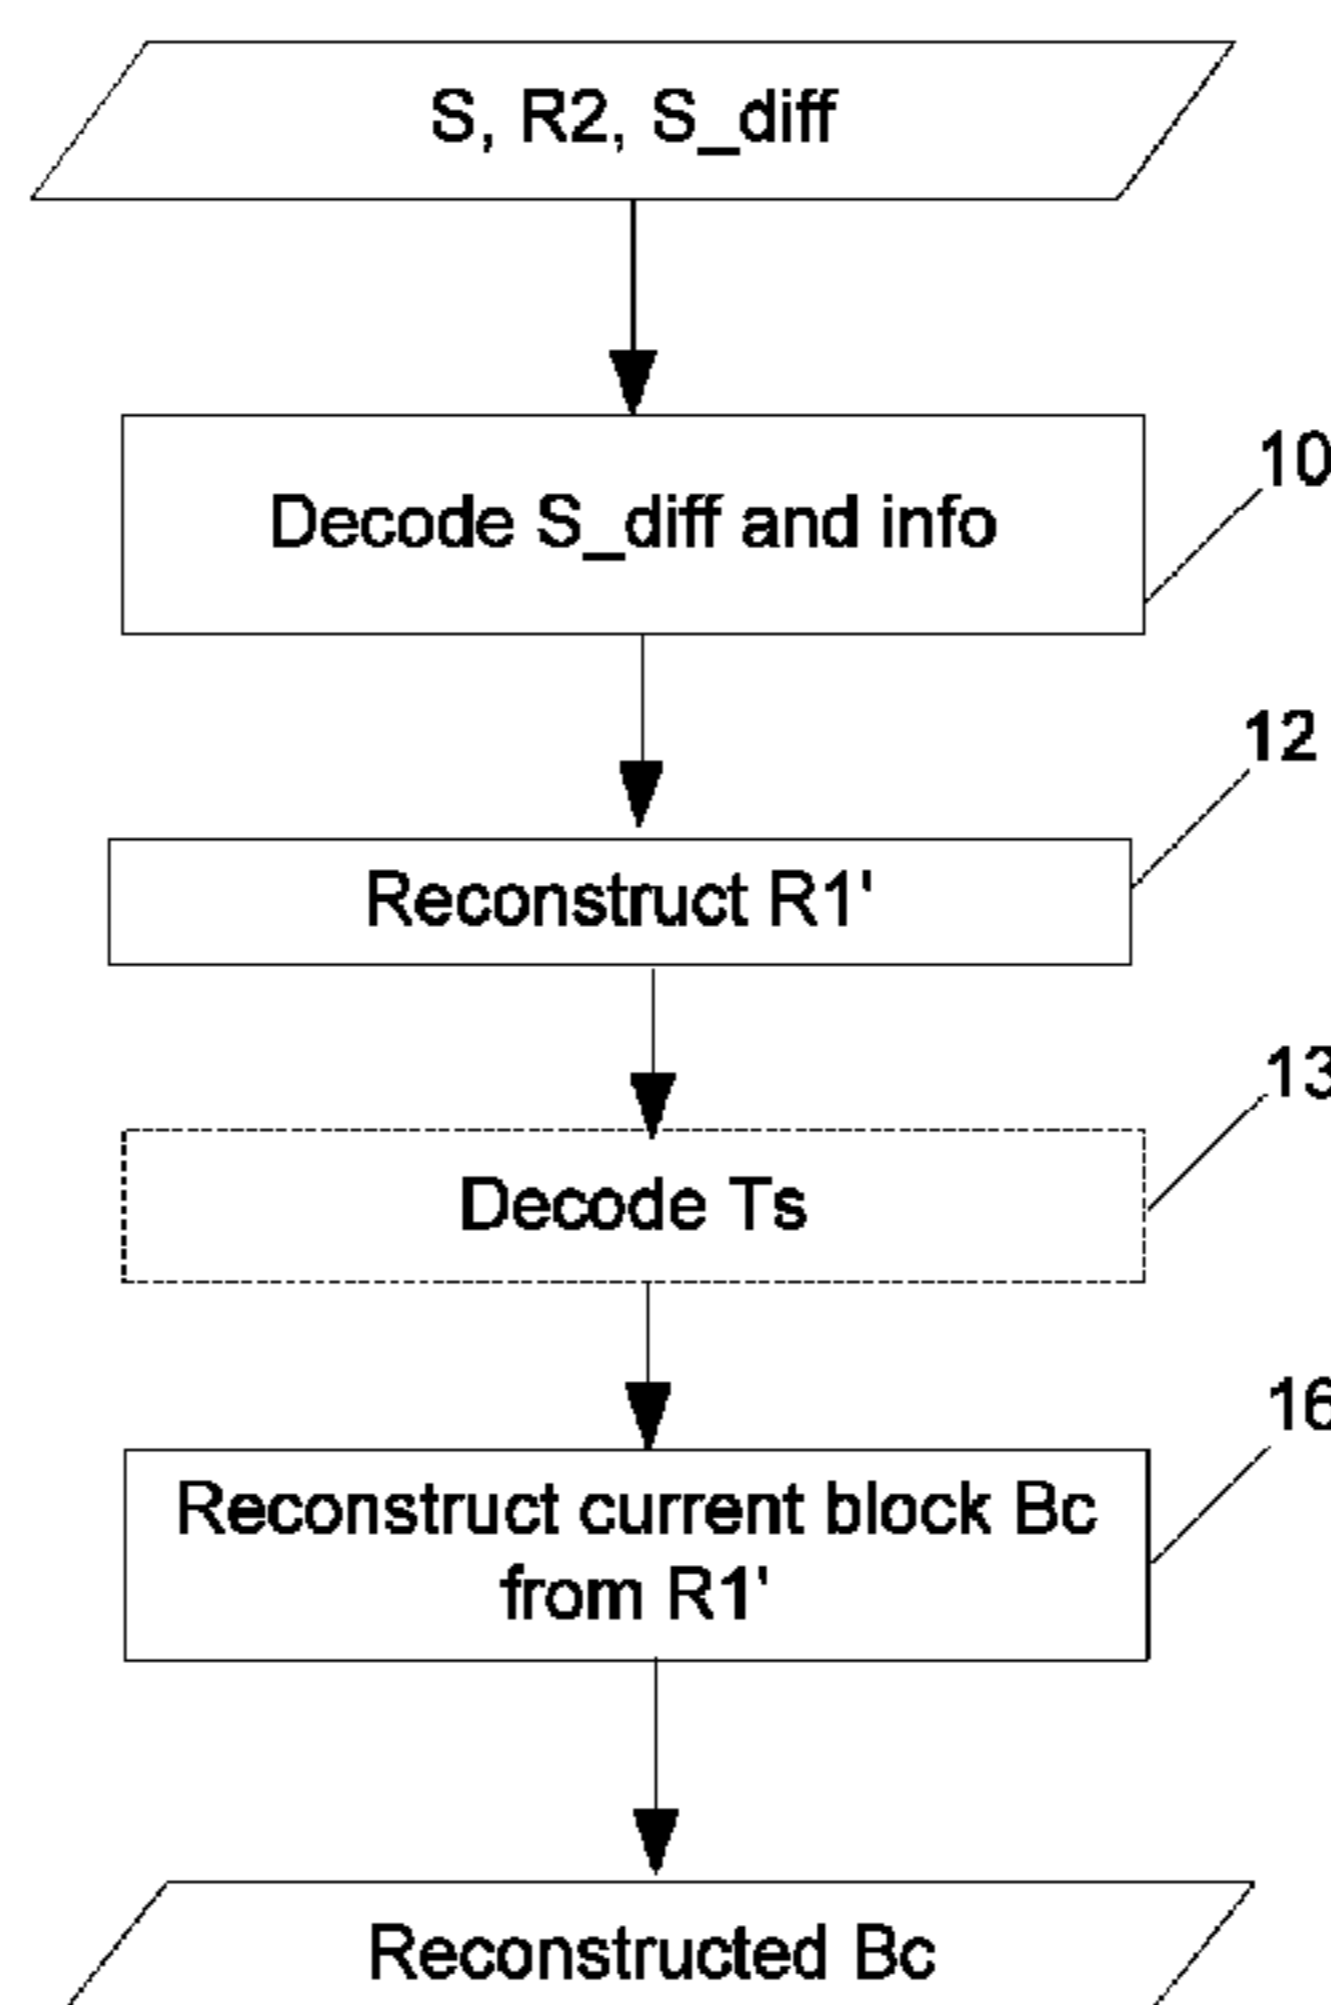 S, R2, S_diff
10
Decode S_diff and info
12
Reconstruct R1'
13
Decode Ts
16
Reconstruct current block Bc
from R1'
Reconstructed Bc